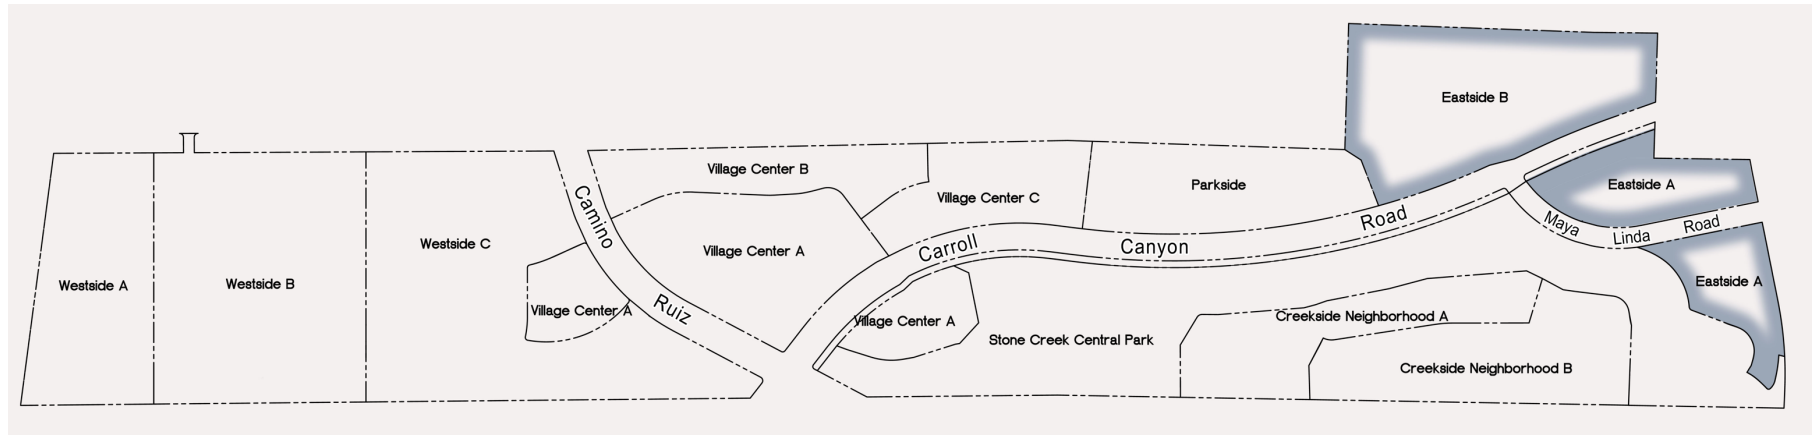 Eastside B
Village Center B
Parkside
Eastside A
Village Center C
Camino
Road
Maya
Linda
Road
Westside C
Village Center A
Carroll
Canyon
Westside A
Westside B
Eastside A
Village Center A
Ruiz
Village Center A
Creekside Neighborhood A
Stone Creek Central Park
Creekside Neighborhood B